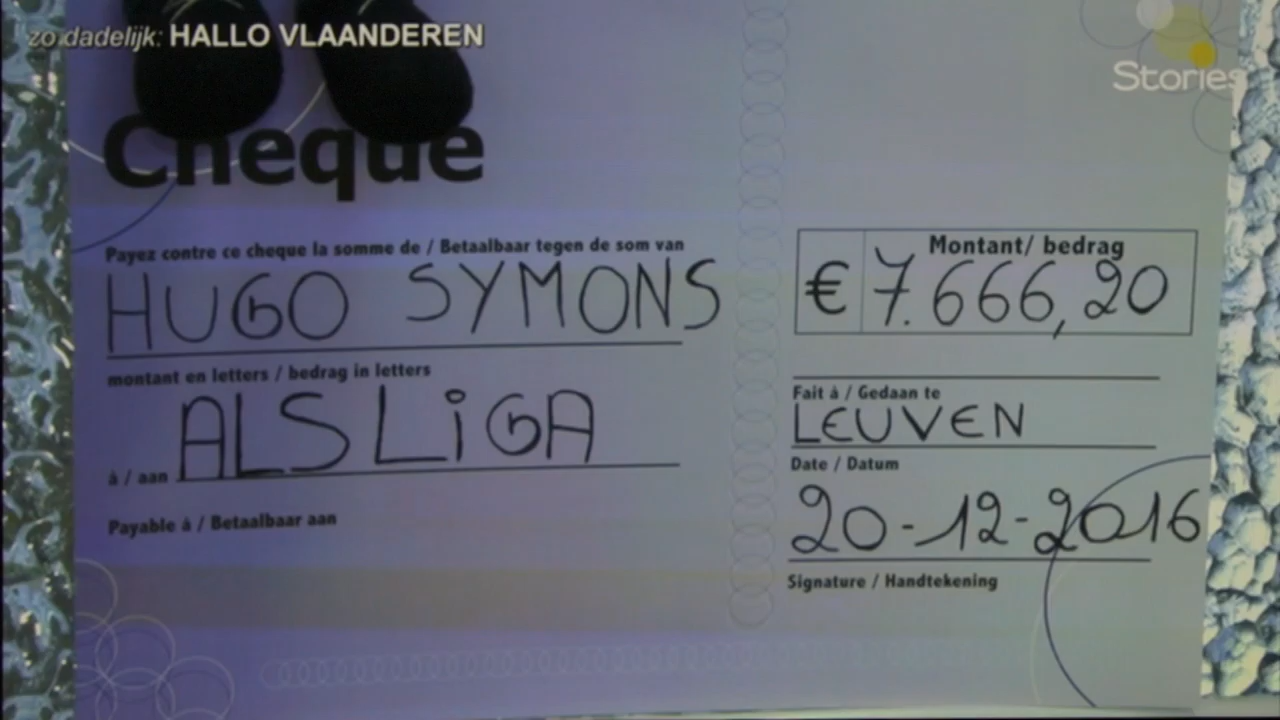 zo dadelijk: HALLO VLAANDEREN
Stories
Cheque
Payez contre ce cheque la somme de / Betaalbaar tegen de som van
HUGO SYMONS
montant en letters / bedrag in letters
à / aan ALS LiGA
Payable à / Betaalbaar aan
Montant/ bedrag
€ 7.666,20
Fait à / Gedaan te
LEUVEN
Date / Datum
20-12-2016
Signature / Handtekening